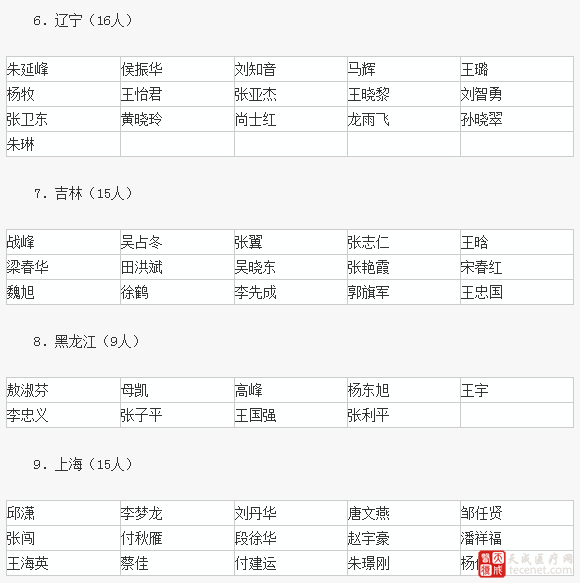 6．辽宁（16人）
朱延峰 侯振华 刘知音 马辉 王璐
杨牧 王怡君 张亚杰 王晓黎 刘智勇
张卫东 黄晓玲 尚士红 龙雨飞 孙晓翠
朱琳
7．吉林（15人）
战峰 吴占冬 张翼 张志仁 王晗
梁春华 田洪斌 吴晓东 张艳霞 宋春红
魏旭 徐鹤 李先成 郭旗军 王忠国
8．黑龙江（9人）
敖淑芬 母凯 高峰 杨东旭 王宇
李忠义 张子平 王国强 张利平
9．上海（15人）
邱潇 李梦龙 刘丹华 唐文燕 邹任贤
张闯 付秋雁 段徐华 赵宇豪 潘祥福
王海英 蔡佳 付建运 朱璟刚 杨
天成医疗网
tecenet.com